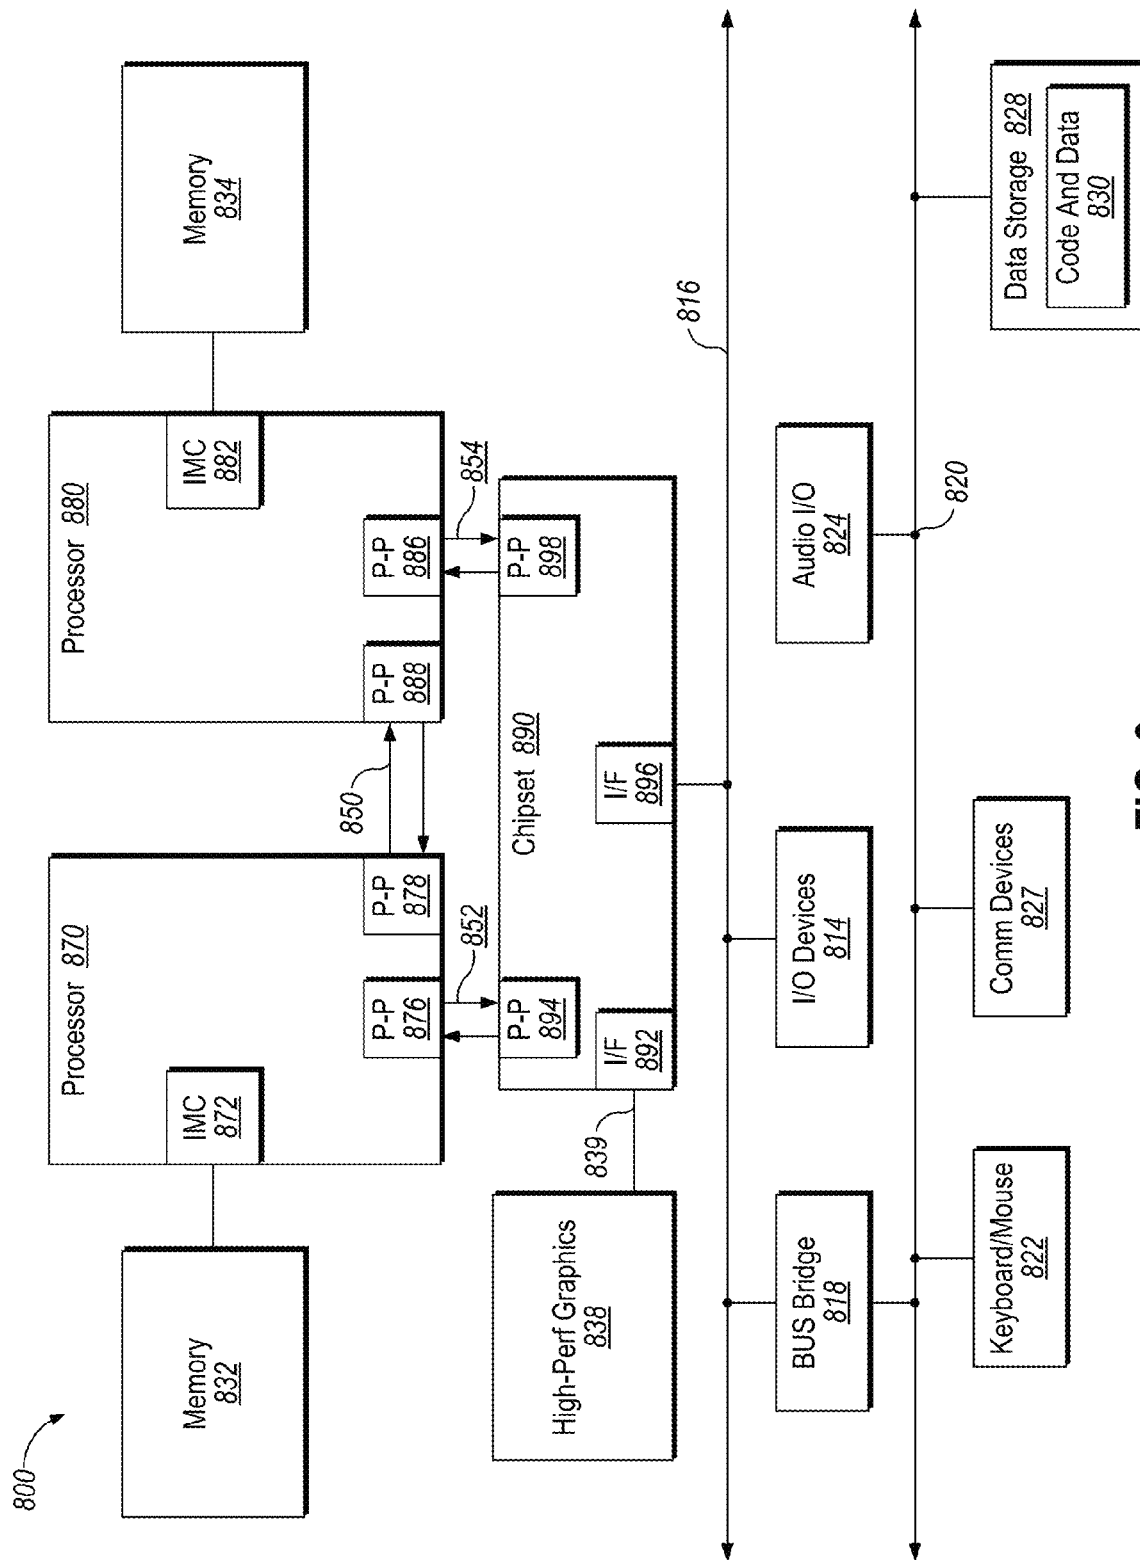 800
Memory
832
Processor 870
IMC
872
P-P
876
P-P
878
850
Processor 880
P-P
888
P-P
886
IMC
882
Memory
834
852
854
High-Perf Graphics
838
839
Chipset 890
P-P
894
P-P
898
I/F
892
I/F
896
816
BUS Bridge
818
I/O Devices
814
Audio I/O
824
820
Keyboard/Mouse
822
Comm Devices
827
Data Storage 828
Code And Data
830